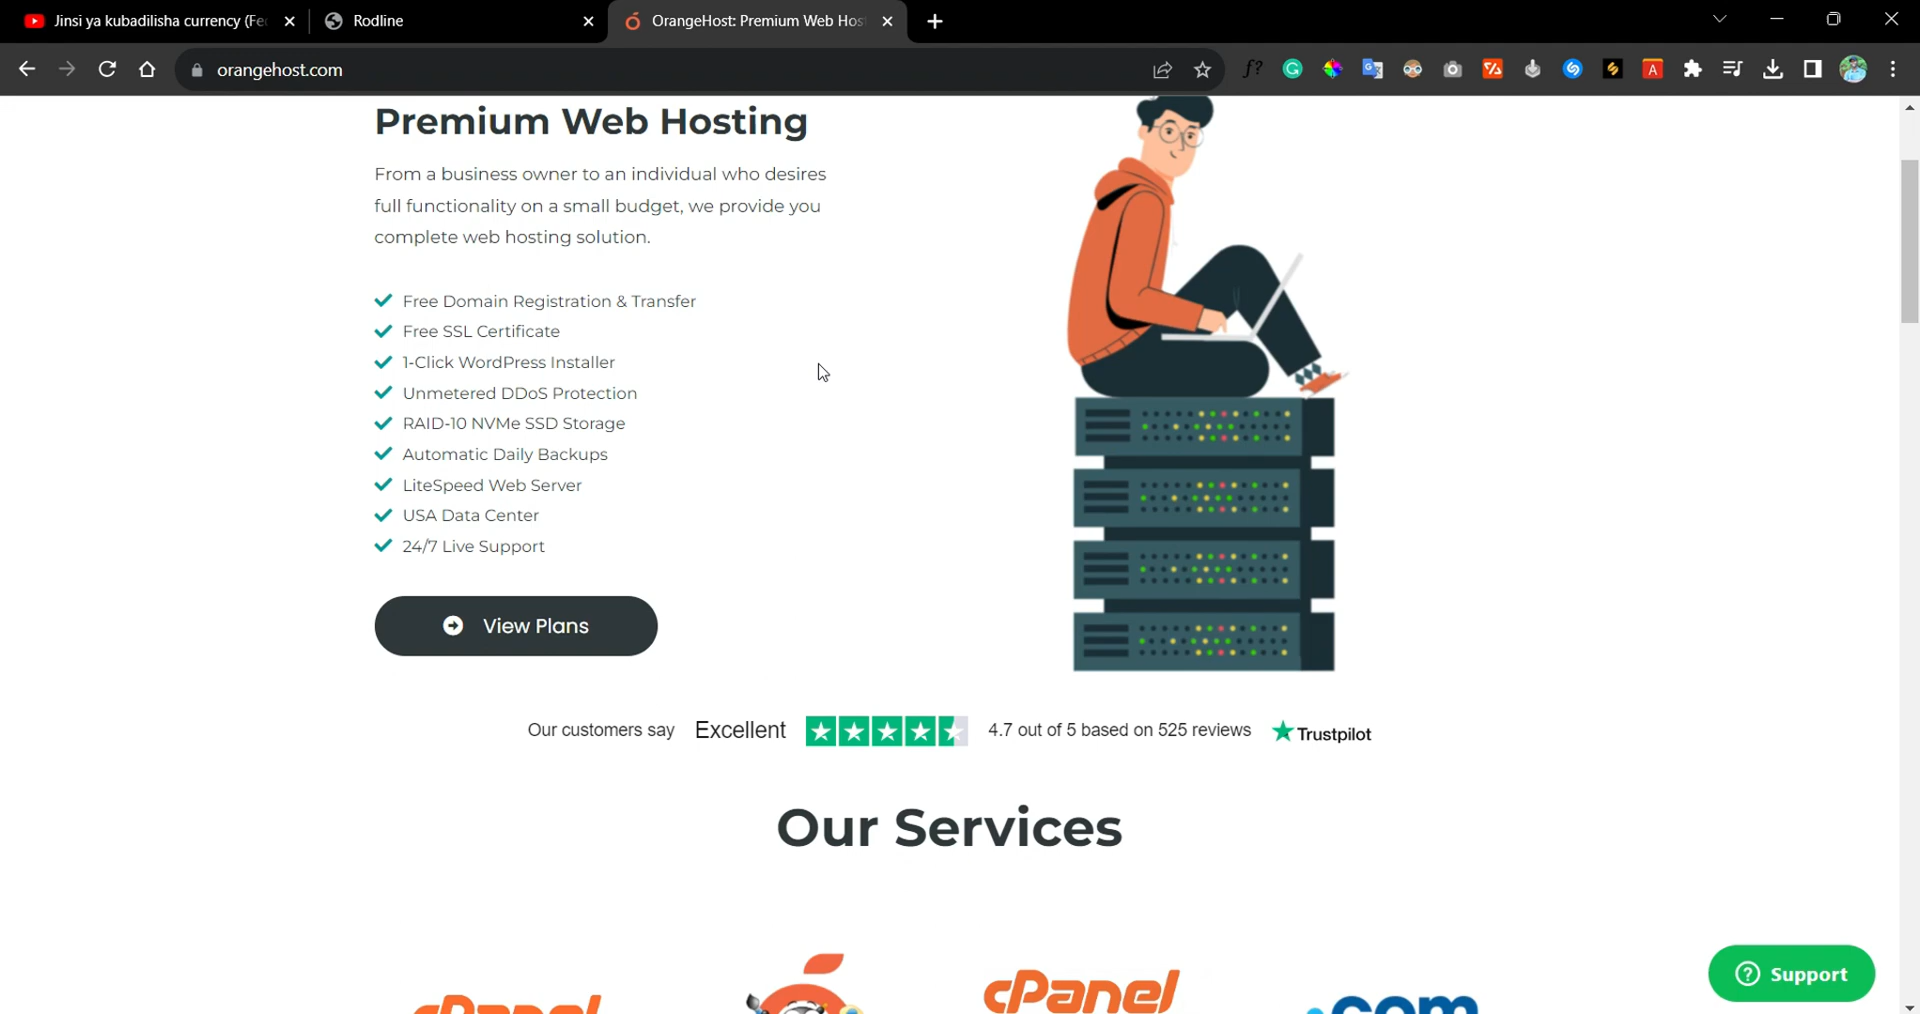 Jinsi ya kubadilisha currency (Fe
Rodline
OrangeHost: Premium Web Hos
orangehost.com
Premium Web Hosting
From a business owner to an individual who desires
full functionality on a small budget, we provide you
complete web hosting solution.
Free Domain Registration & Transfer
Free SSL Certificate
1-Click WordPress Installer
Unmetered DDoS Protection
RAID-10 NVMe SSD Storage
Automatic Daily Backups
LiteSpeed Web Server
USA Data Center
24/7 Live Support
View Plans
Our customers say Excellent 4.7 out of 5 based on 525 reviews Trustpilot
Our Services
cPanel
cPanel
.com
Support